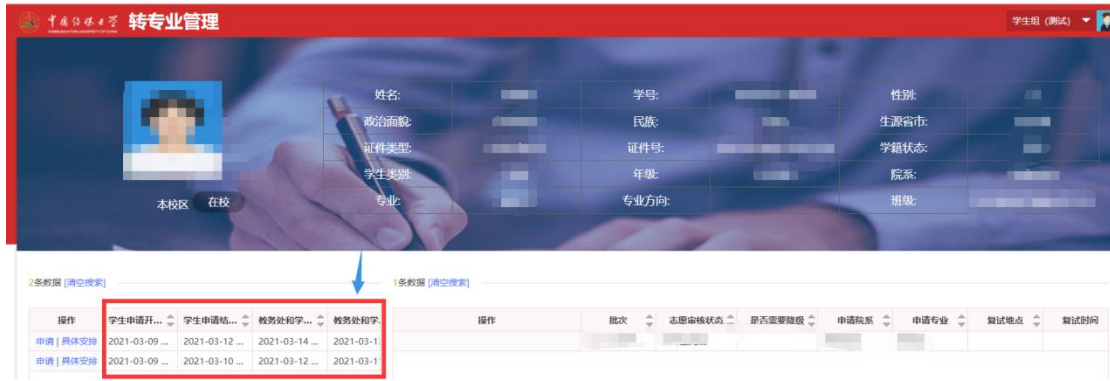 中国传媒大学 转专业管理
COMMUNICATION UNIVERSITY OF CHINA
学生组 (测试)
姓名: 学号: 性别:
政治面貌: 民族: 生源省市:
证件类型: 证件号: 学籍状态:
学生类别: 年级: 院系:
专业: 专业方向: 班级:
本校区 在校
2条数据 [清空搜索] 1条数据 [清空搜索]
操作 学生申请开... 学生申请结... 教务处和学... 教务处和学. 操作 批次 志愿审核状态 是否需要降级 申请院系 申请专业 复试地点 复试时间
申请 | 具体安排 2021-03-09 ... 2021-03-12 ... 2021-03-14 ... 2021-03-1
申请 | 具体安排 2021-03-09 ... 2021-03-10 ... 2021-03-12 ... 2021-03-1